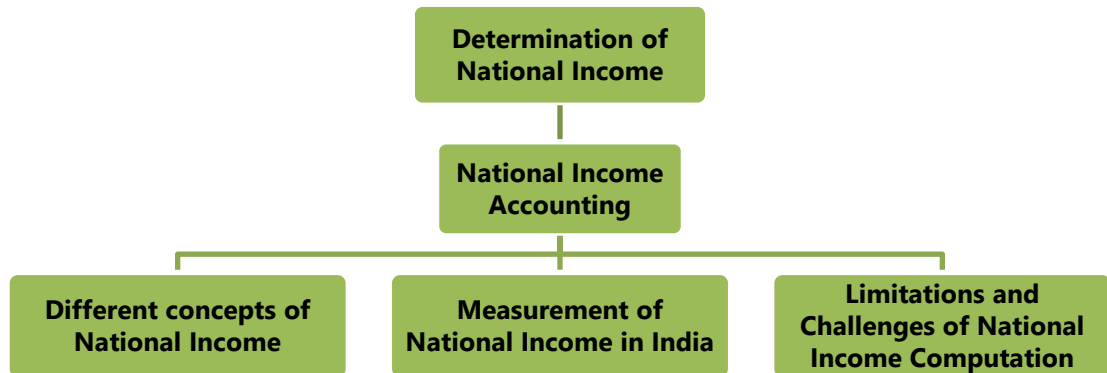 Determination of
National Income
National Income
Accounting
Different concepts of
National Income
Measurement of
National Income in India
Limitations and
Challenges of National
Income Computation